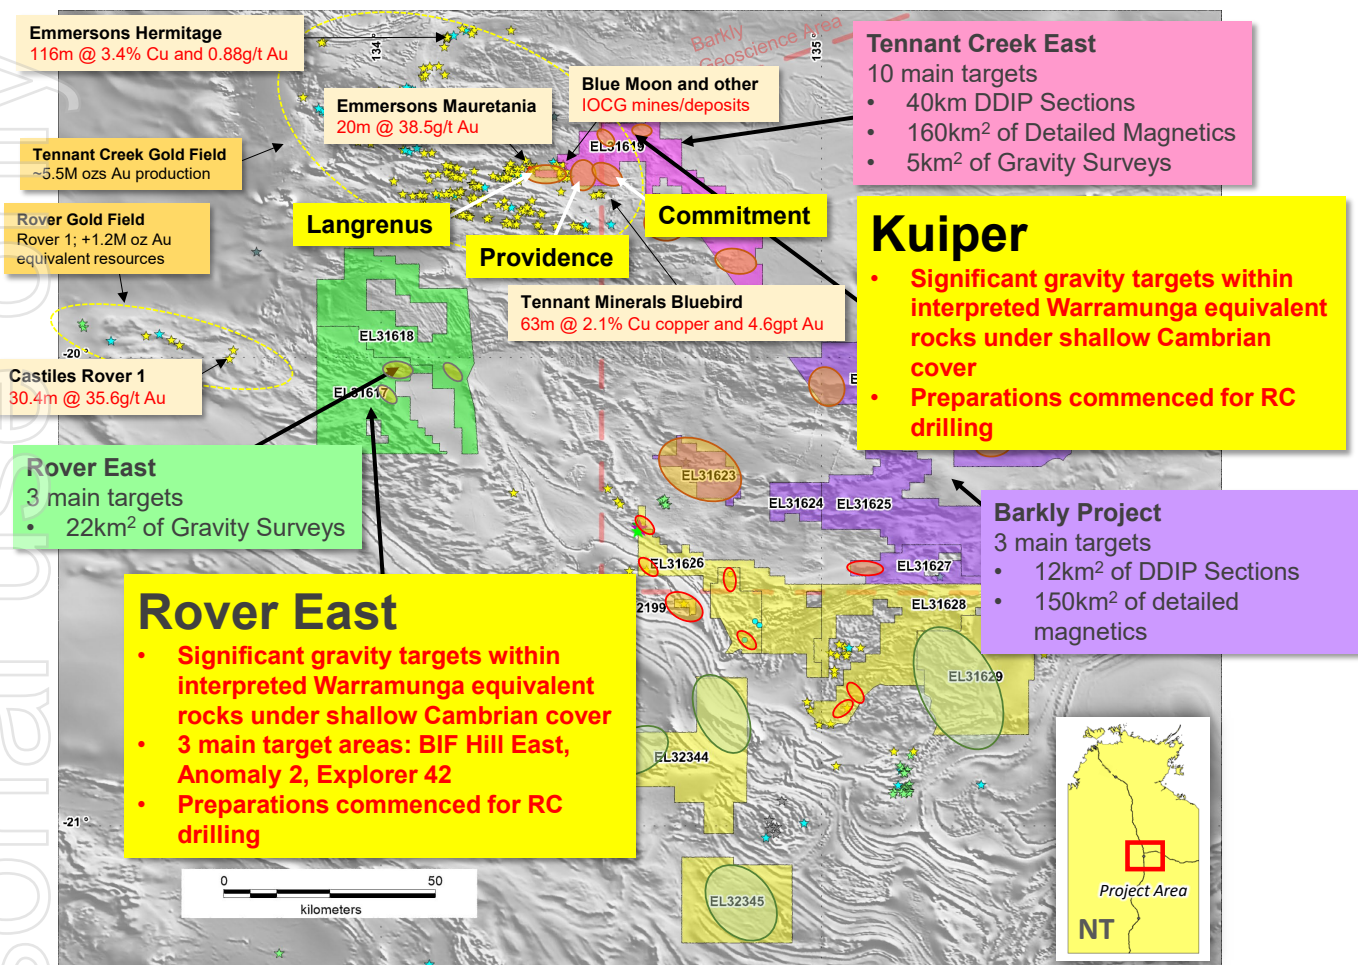 Emmersons Hermitage
116m @ 3.4% Cu and 0.88g/t Au
134°
Barkly
Geoscience Area
135°
Tennant Creek East
10 main targets
• 40km DDIP Sections
• 160km² of Detailed Magnetics
• 5km² of Gravity Surveys
Blue Moon and other
IOCG mines/deposits
Emmersons Mauretania
20m @ 38.5g/t Au
EL31619
Tennant Creek Gold Field
~5.5M ozs Au production
Rover Gold Field
Rover 1; +1.2M oz Au
equivalent resources
Langrenus
Providence
Commitment
Kuiper
• Significant gravity targets within
interpreted Warramunga equivalent
rocks under shallow Cambrian
cover
• Preparations commenced for RC
drilling
Tennant Minerals Bluebird
63m @ 2.1% Cu copper and 4.6gpt Au
EL31618
-20 °
Castiles Rover 1
30.4m @ 35.6g/t Au
EL31617
E
Rover East
3 main targets
• 22km² of Gravity Surveys
EL31623
EL31624
EL31625
Barkly Project
3 main targets
• 12km² of DDIP Sections
• 150km² of detailed
magnetics
EL31626
EL31627
EL31628
2199
EL31629
Rover East
• Significant gravity targets within
interpreted Warramunga equivalent
rocks under shallow Cambrian cover
• 3 main target areas: BIF Hill East,
Anomaly 2, Explorer 42
• Preparations commenced for RC
drilling
EL32344
-21 °
0 50
kilometers
EL32345
Project Area
NT